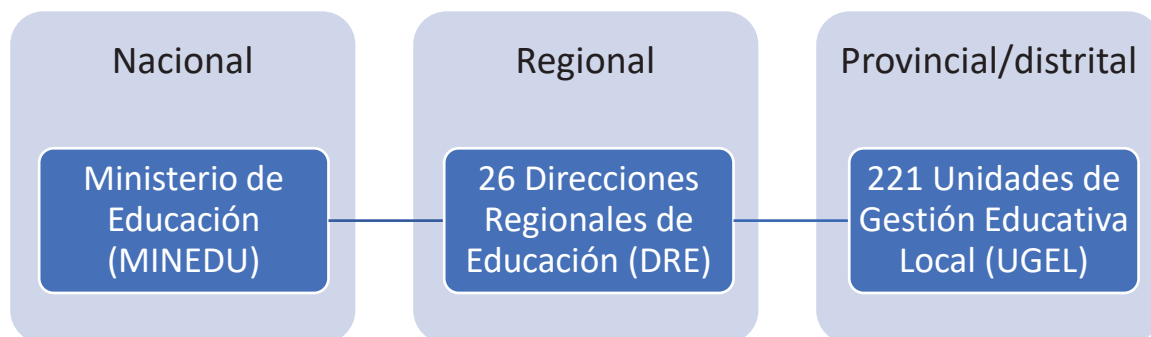 Nacional
Ministerio de
Educación
(MINEDU)
Regional
26 Direcciones
Regionales de
Educación (DRE)
Provincial/distrital
221 Unidades de
Gestión Educativa
Local (UGEL)